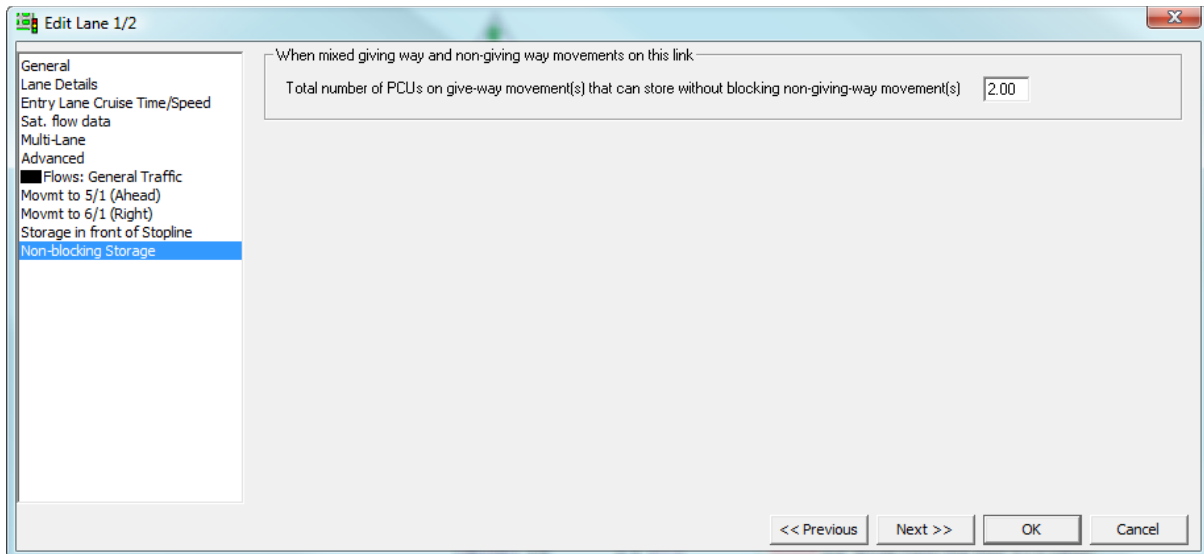 Edit Lane 1/2
General
Lane Details
Entry Lane Cruise Time/Speed
Sat. flow data
Multi-Lane
Advanced
Flows: General Traffic
Movmt to 5/1 (Ahead)
Movmt to 6/1 (Right)
Storage in front of Stopline
Non-blocking Storage
When mixed giving way and non-giving way movements on this link
Total number of PCUs on give-way movement(s) that can store without blocking non-giving-way movement(s) 2.00
<< Previous Next >> OK Cancel